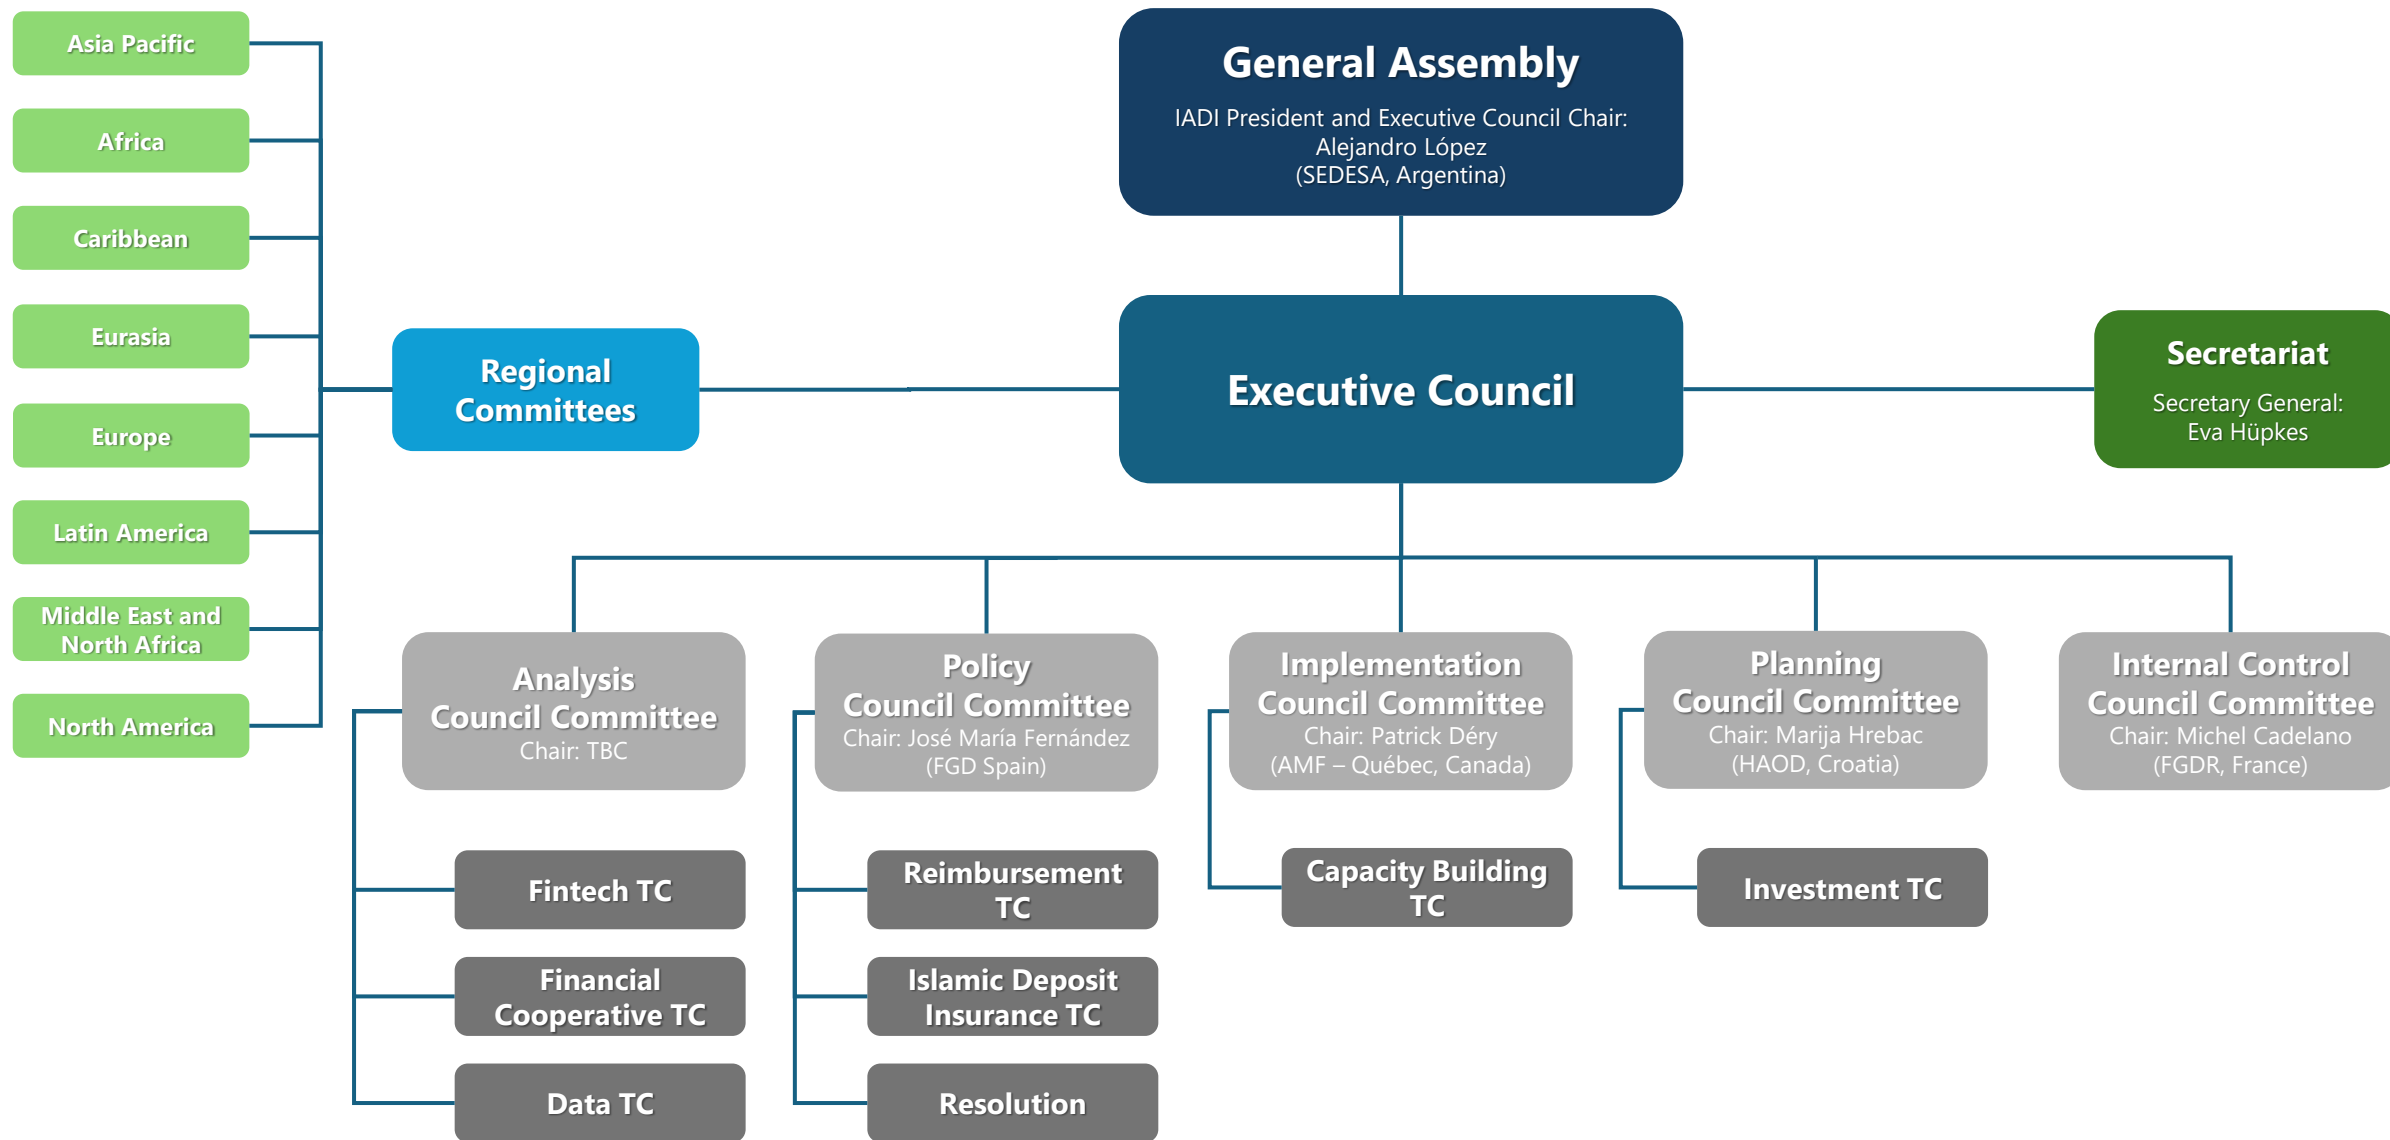 General Assembly
IADI President and Executive Council Chair:
Alejandro López
(SEDESA, Argentina)
Asia Pacific
Africa
Caribbean
Eurasia
Europe
Latin America
Middle East and
North Africa
North America
Regional
Committees
Executive Council
Secretariat
Secretary General:
Eva Hüpkes
Analysis
Council Committee
Chair: TBC
Fintech TC
Financial
Cooperative TC
Data TC
Policy
Council Committee
Chair: José María Fernández
(FGD Spain)
Reimbursement
TC
Islamic Deposit
Insurance TC
Resolution
Implementation
Council Committee
Chair: Patrick Déry
(AMF – Québec, Canada)
Capacity Building
TC
Planning
Council Committee
Chair: Marija Hrebac
(HAOD, Croatia)
Investment TC
Internal Control
Council Committee
Chair: Michel Cadelano
(FGDR, France)